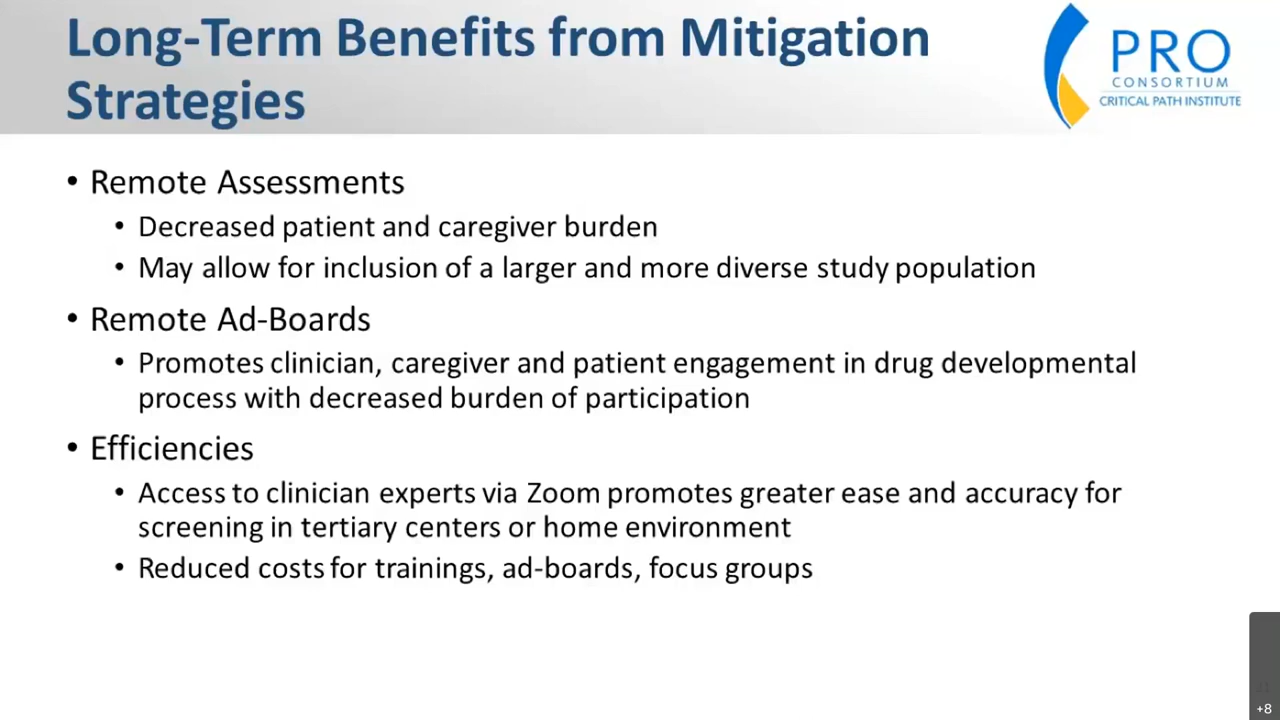 Long-Term Benefits from Mitigation
Strategies
PRO
CONSORTIUM
CRITICAL PATH INSTITUTE
• Remote Assessments
• Decreased patient and caregiver burden
• May allow for inclusion of a larger and more diverse study population
• Remote Ad-Boards
• Promotes clinician, caregiver and patient engagement in drug developmental
process with decreased burden of participation
• Efficiencies
• Access to clinician experts via Zoom promotes greater ease and accuracy for
screening in tertiary centers or home environment
• Reduced costs for trainings, ad-boards, focus groups
+8